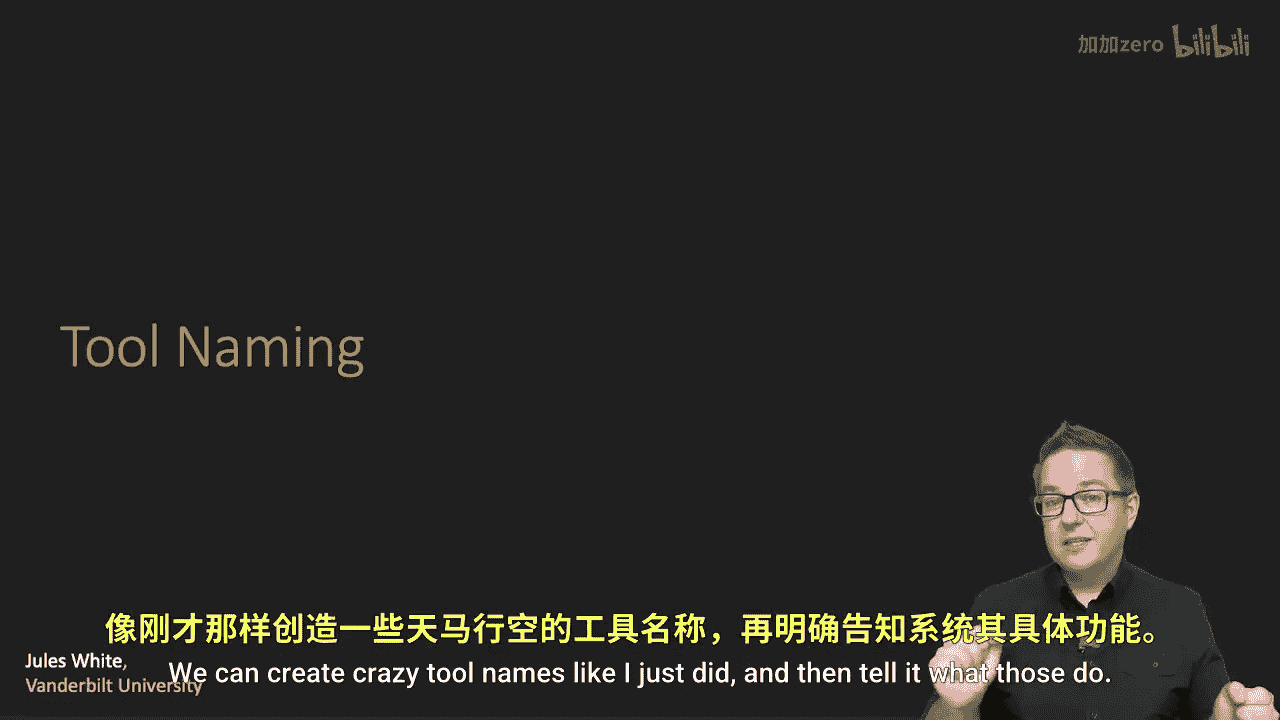 加加zero bilibili
Tool Naming
像刚才那样创造一些天马行空的工具名称，再明确告知系统其具体功能。
Jules White,
We can create crazy tool names like I just did, and then tell it what those do.
Vanderbilt University